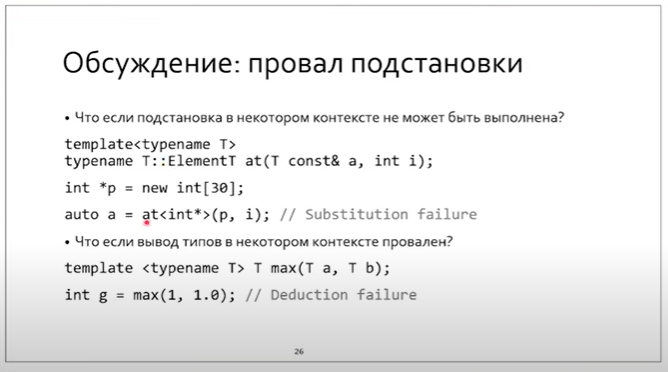 Обсуждение: провал подстановки
• Что если подстановка в некотором контексте не может быть выполнена?
template<typename T>
typename T::ElementT at(T const& a, int i);
int *p = new int[30];
auto a = at<int*>(p, i); // Substitution failure
• Что если вывод типов в некотором контексте провален?
template <typename T> T max(T a, T b);
int g = max(1, 1.0); // Deduction failure
26